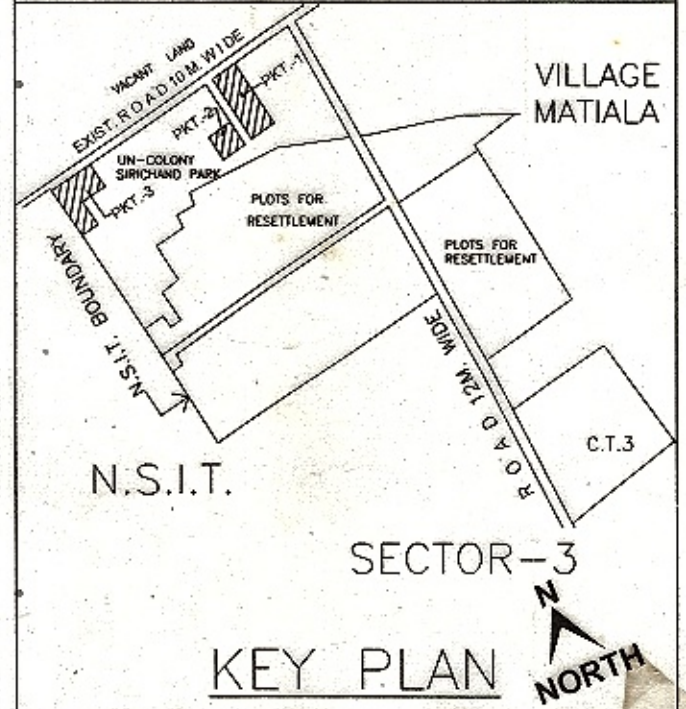 VACANT LAND
EXIST. ROAD 10 M. WIDE
PKT.-1
PKT.-2
VILLAGE
MATIALA
UN-COLONY
SIRICHAND PARK
PKT.-3
PLOTS FOR
RESETTLEMENT
PLOTS FOR
RESETTLEMENT
N.S.I.T. BOUNDARY
ROAD 12M. WIDE
C.T.3
N.S.I.T.
SECTOR-3
N
NORTH
KEY PLAN